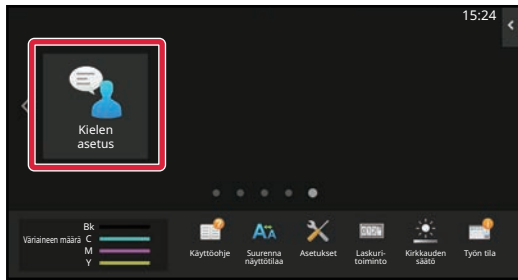 15:24
Kielen
asetus
Bk
Väriaineen määrä C
M
Y
Käyttöohje
Suurenna
näyttötilaa
Asetukset
Laskuri-
toiminto
Kirkkauden
säätö
Työn tila